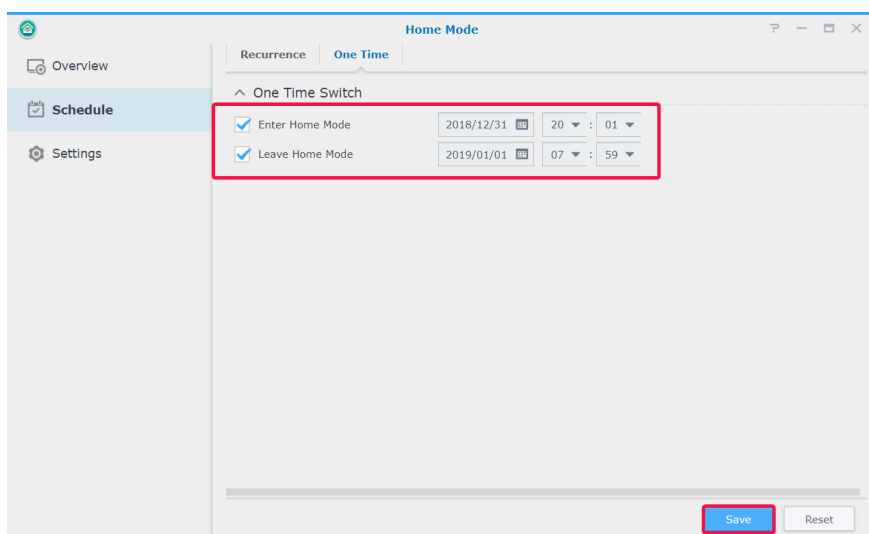 Home Mode
Overview
Schedule
Settings
Recurrence One Time
One Time Switch
Enter Home Mode 2018/12/31 20 : 01
Leave Home Mode 2019/01/01 07 : 59
Save Reset